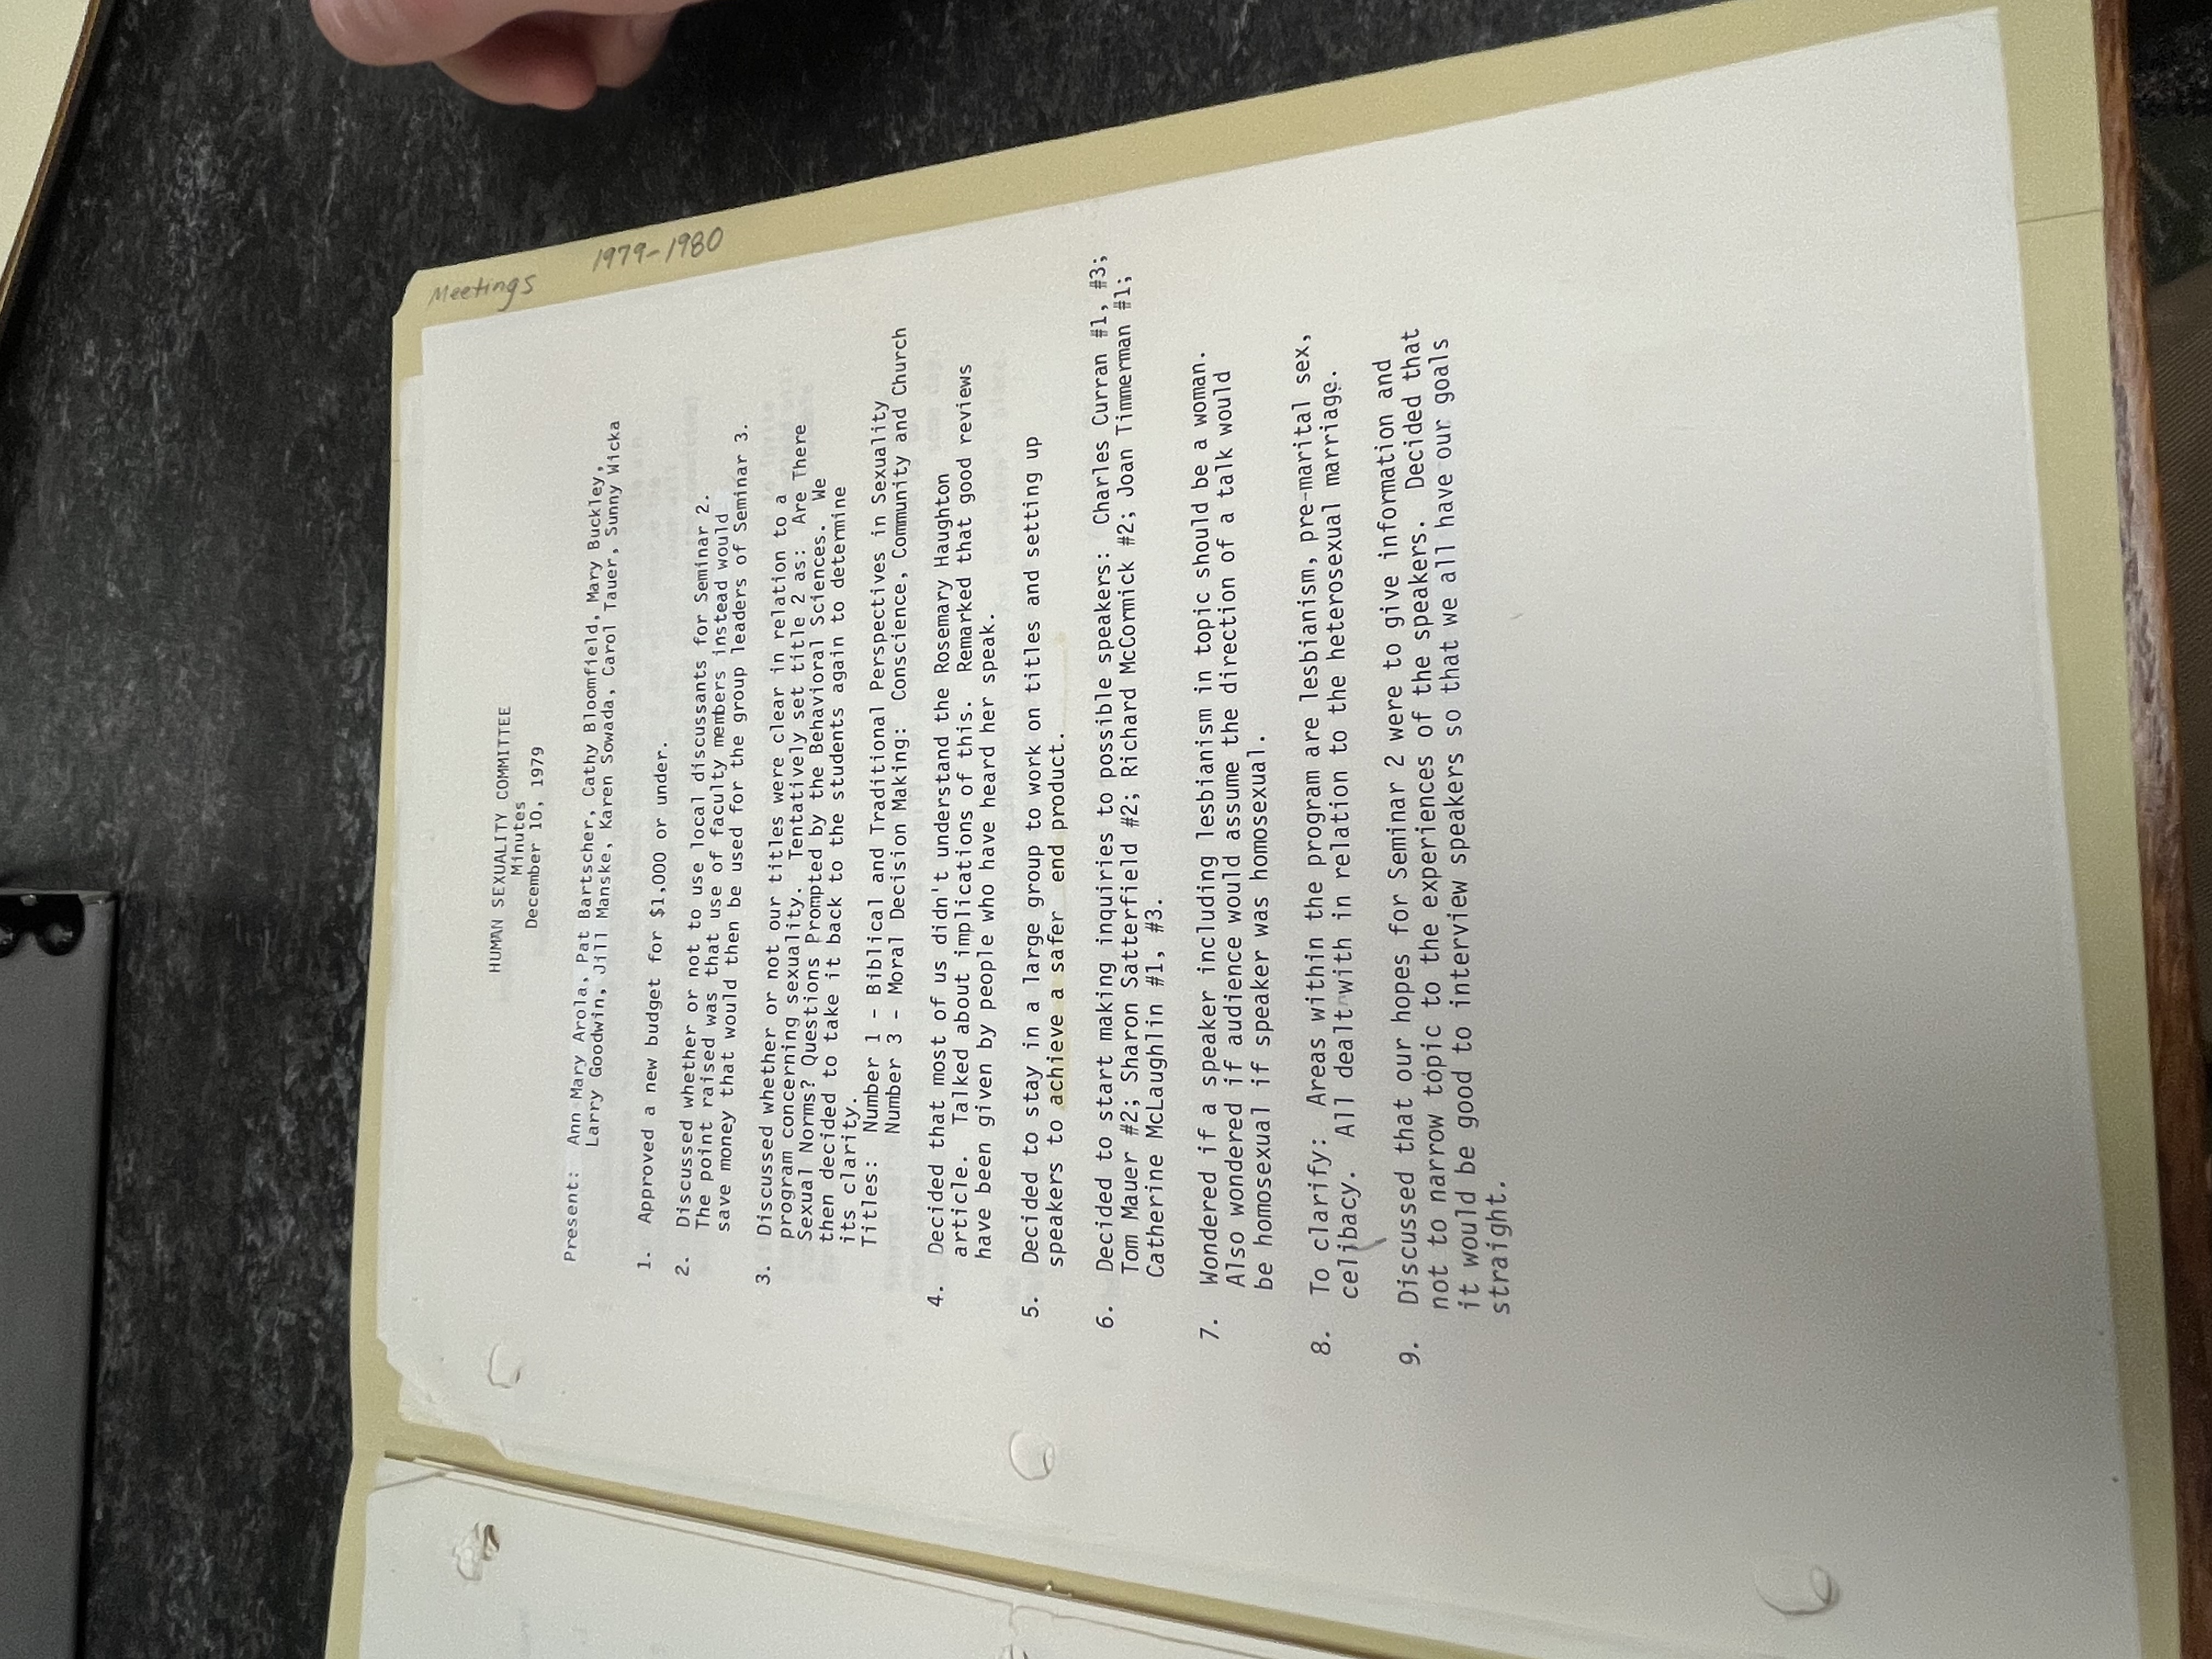 HUMAN SEXUALITY COMMITTEE
Minutes
December 10, 1979
Present: Ann Mary Arola, Pat Bartscher, Cathy Bloomfield, Mary Buckley,
Larry Goodwin, Jill Manske, Karen Sowada, Carol Tauer, Sunny Wicka
1. Approved a new budget for $1,000 or under.
2. Discussed whether or not to use local discussants for Seminar 2.
The point raised was that use of faculty members instead would
save money that would then be used for the group leaders of Seminar 3.
3. Discussed whether or not our titles were clear in relation to a
program concerning sexuality. Tentatively set title 2 as: Are There
Sexual Norms? Questions Prompted by the Behavioral Sciences. We
then decided to take it back to the students again to determine
its clarity.
Titles: Number 1 - Biblical and Traditional Perspectives in Sexuality
Number 3 - Moral Decision Making: Conscience, Community and Church
4. Decided that most of us didn't understand the Rosemary Haughton
article. Talked about implications of this. Remarked that good reviews
have been given by people who have heard her speak.
5. Decided to stay in a large group to work on titles and setting up
speakers to achieve a safer end product.
6. Decided to start making inquiries to possible speakers: Charles Curran #1, #3;
Tom Mauer #2; Sharon Satterfield #2; Richard McCormick #2; Joan Timmerman #1;
Catherine McLaughlin #1, #3.
7. Wondered if a speaker including lesbianism in topic should be a woman.
Also wondered if audience would assume the direction of a talk would
be homosexual if speaker was homosexual.
8. To clarify: Areas within the program are lesbianism, pre-marital sex,
celibacy. All dealt with in relation to the heterosexual marriage.
9. Discussed that our hopes for Seminar 2 were to give information and
not to narrow topic to the experiences of the speakers. Decided that
it would be good to interview speakers so that we all have our goals
straight.
Meetings 1979-1980